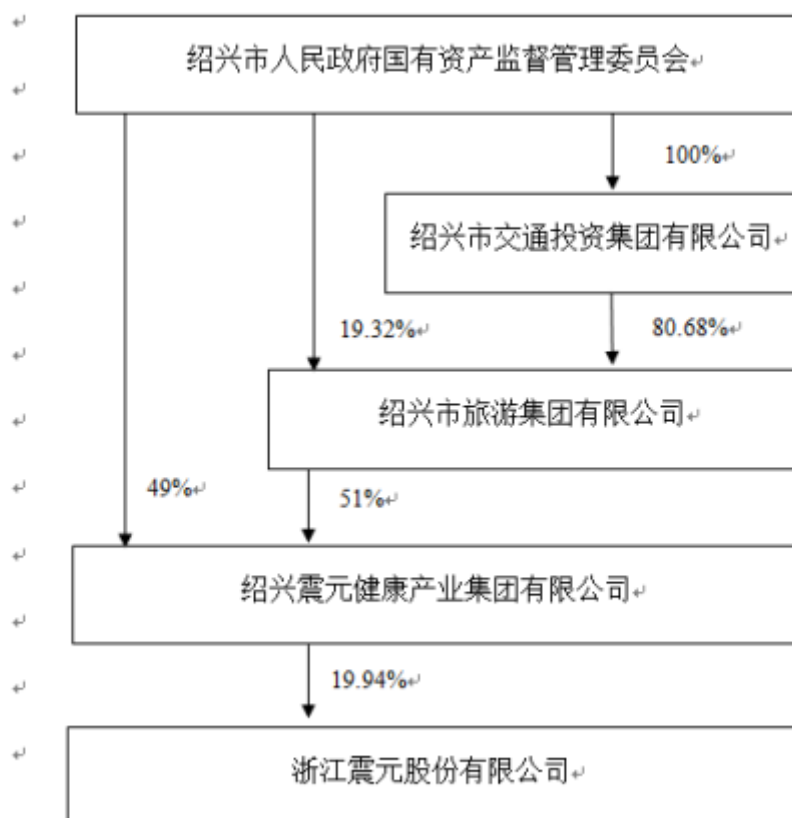 绍兴市人民政府国有资产监督管理委员会
100%
绍兴市交通投资集团有限公司
19.32%
80.68%
绍兴市旅游集团有限公司
49%
51%
绍兴震元健康产业集团有限公司
19.94%
浙江震元股份有限公司